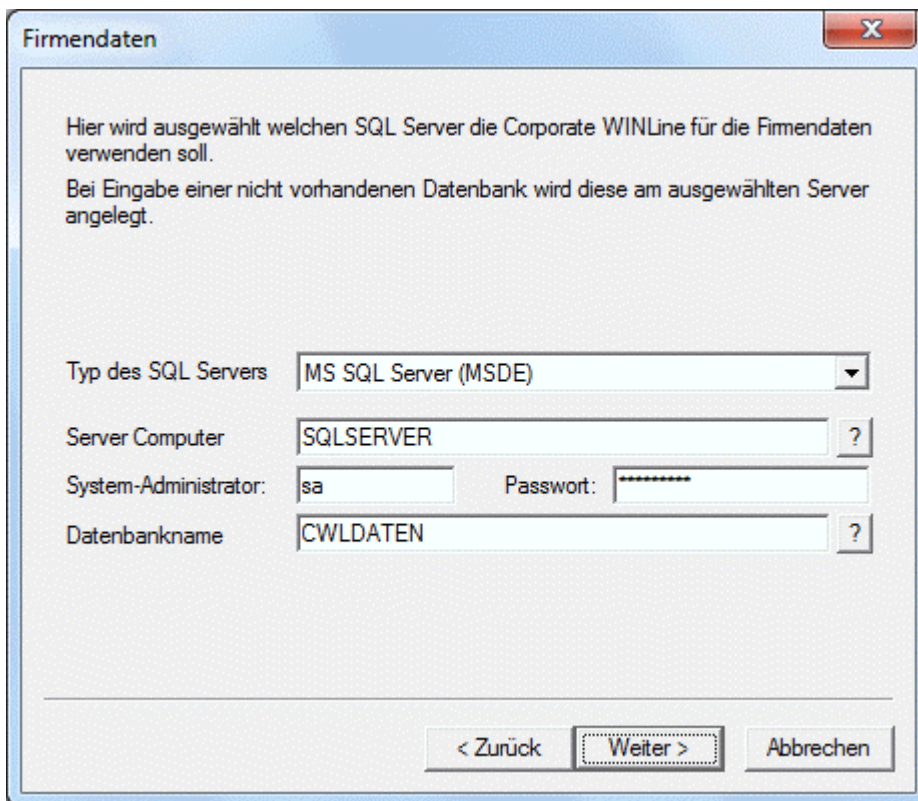 Firmendaten
Hier wird ausgewählt welchen SQL Server die Corporate WINLine für die Firmendaten
verwenden soll.
Bei Eingabe einer nicht vorhandenen Datenbank wird diese am ausgewählten Server
angelegt.
Typ des SQL Servers MS SQL Server (MSDE)
Server Computer SQLSERVER ?
System-Administrator: sa Passwort: *********
Datenbankname CWLDATEN ?
< Zurück Weiter > Abbrechen